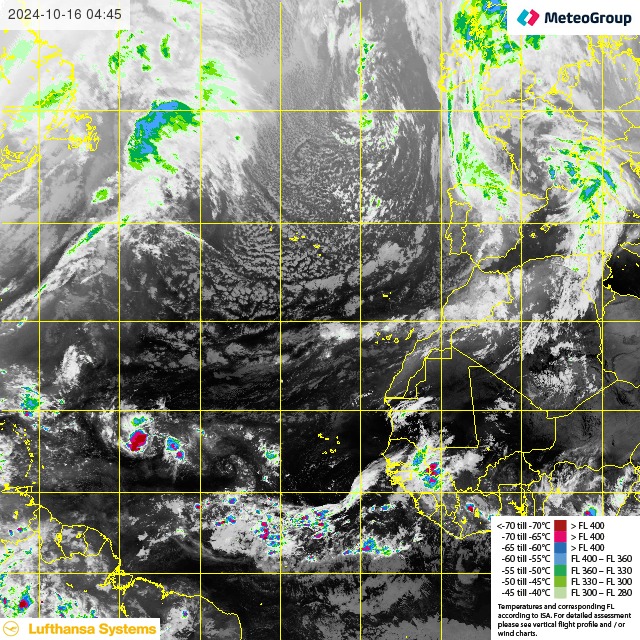 2024-10-16 04:45
MeteoGroup
<-70 till -70°C > FL 400
-70 till -65°C > FL 400
-65 till -60°C > FL 400
-60 till -55°C FL 400 – FL 360
-55 till -50°C FL 360 – FL 330
-50 till -45°C FL 330 – FL 300
-45 till -40°C FL 300 – FL 280
Temperatures and corresponding FL
according to ISA. For detailed assessment
please see vertical flight profile and / or
wind charts.
Lufthansa Systems